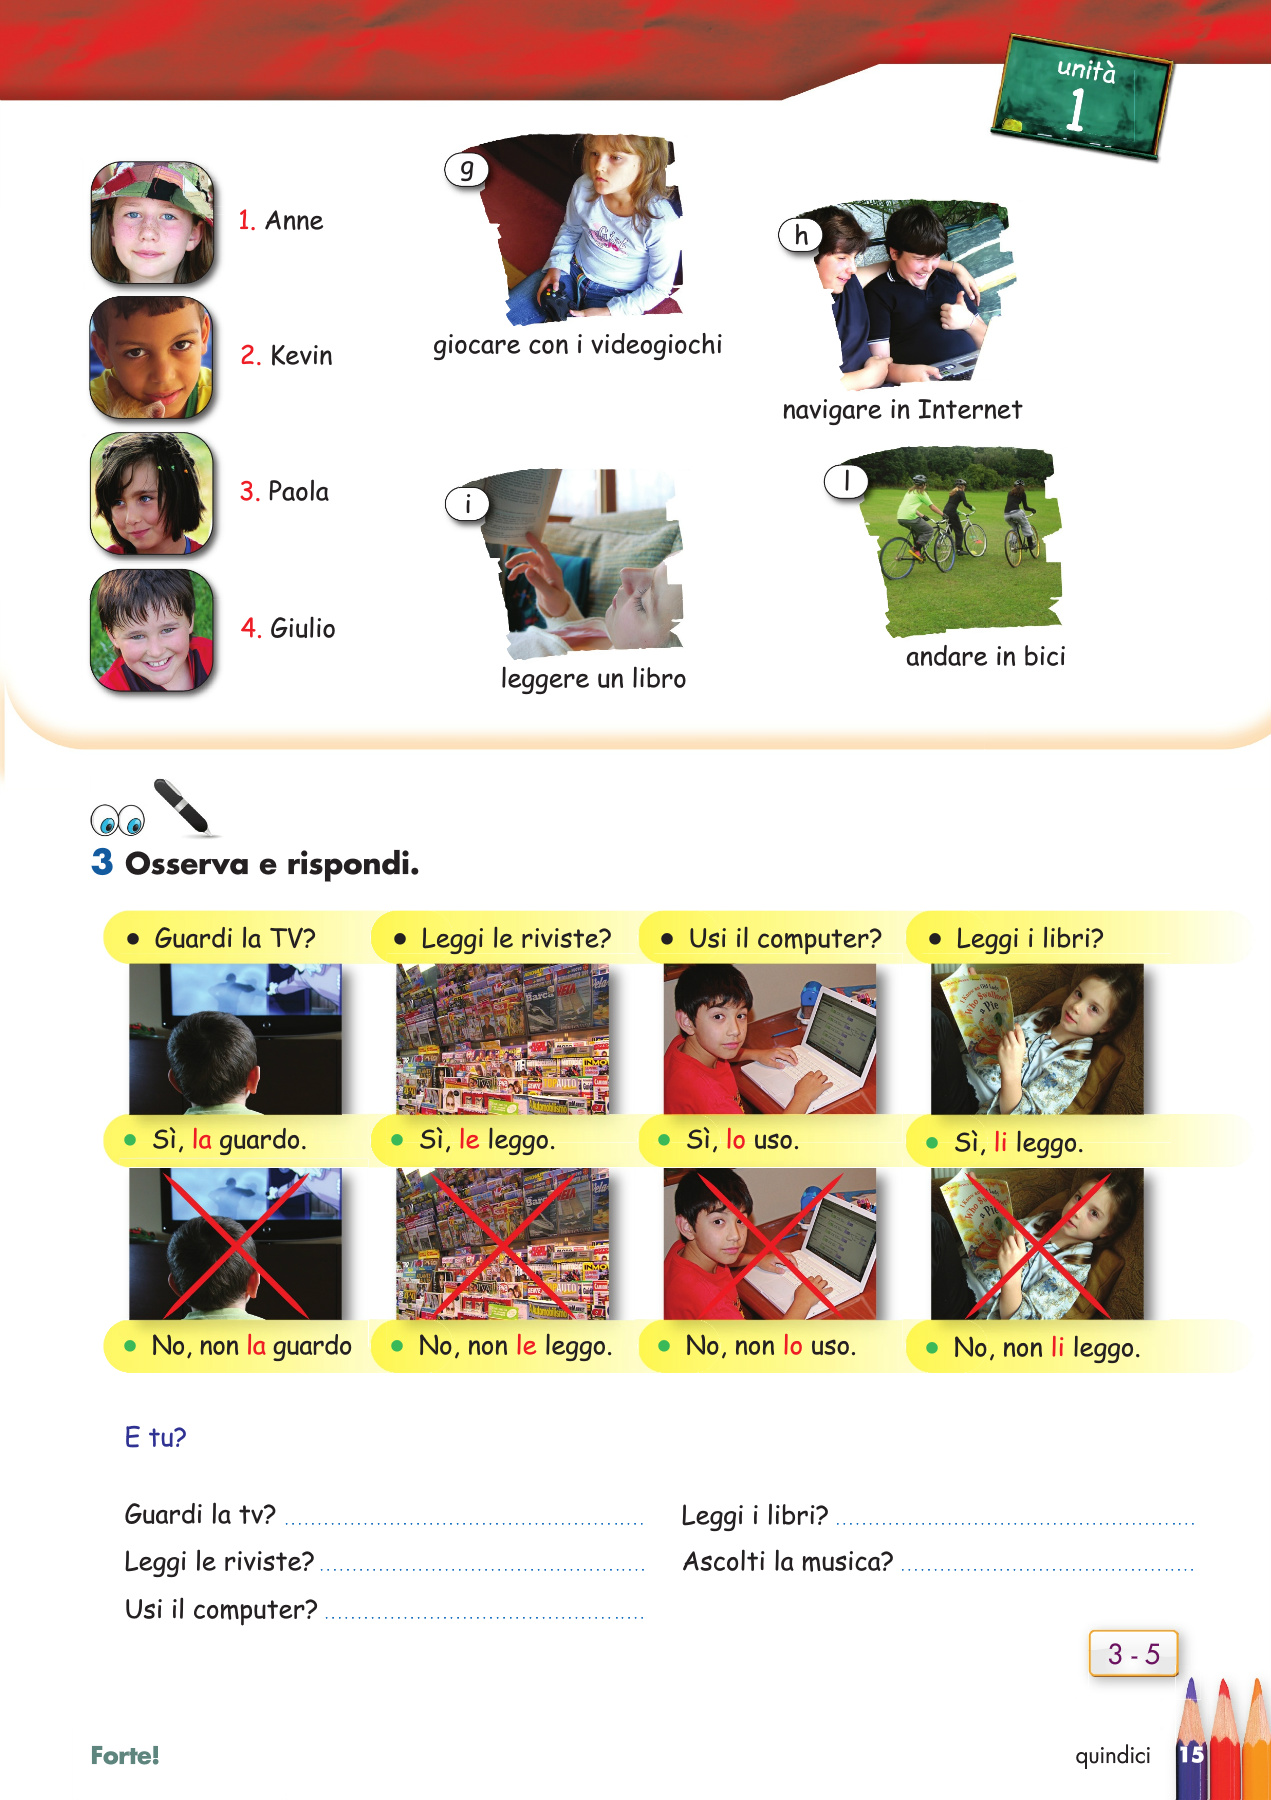 unità
1
1. Anne
2. Kevin
3. Paola
4. Giulio
g
giocare con i videogiochi
h
navigare in Internet
i
leggere un libro
l
andare in bici
3 Osserva e rispondi.
• Guardi la TV?
• Leggi le riviste?
• Usi il computer?
• Leggi i libri?
• Sì, la guardo.
• Sì, le leggo.
• Sì, lo uso.
• Sì, li leggo.
• No, non la guardo
• No, non le leggo.
• No, non lo uso.
• No, non li leggo.
E tu?
Guardi la tv?
Leggi i libri?
Leggi le riviste?
Ascolti la musica?
Usi il computer?
3 - 5
Forte!
quindici
15